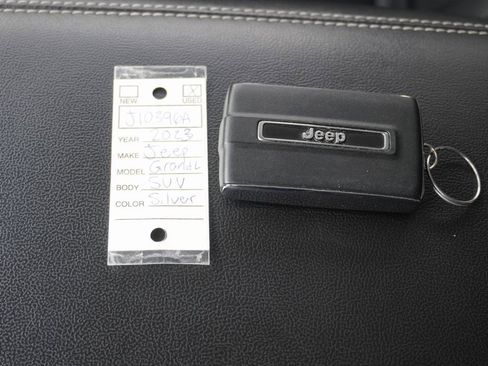 NEW USED
J10396A
YEAR 2023
MAKE Jeep
MODEL Grand L
BODY SUV
COLOR Silver
Jeep